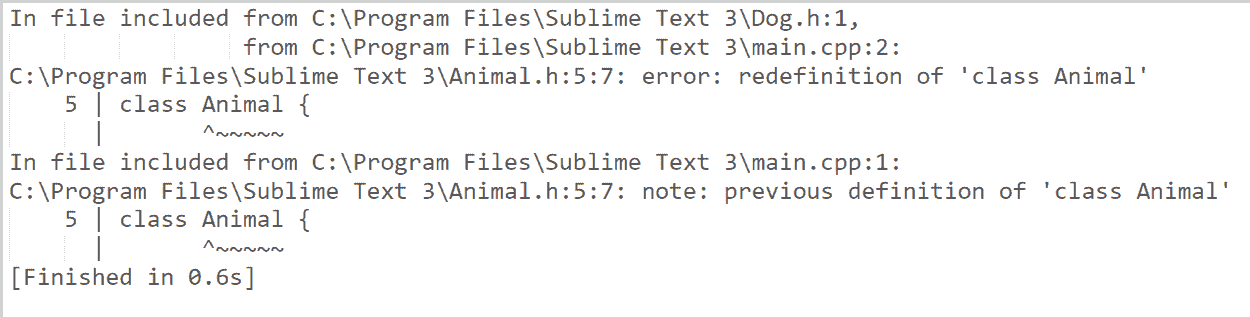 In file included from C:\Program Files\Sublime Text 3\Dog.h:1,
                 from C:\Program Files\Sublime Text 3\main.cpp:2:
C:\Program Files\Sublime Text 3\Animal.h:5:7: error: redefinition of 'class Animal'
    5 | class Animal {
      |       ^~~~~~
In file included from C:\Program Files\Sublime Text 3\main.cpp:1:
C:\Program Files\Sublime Text 3\Animal.h:5:7: note: previous definition of 'class Animal'
    5 | class Animal {
      |       ^~~~~~
[Finished in 0.6s]